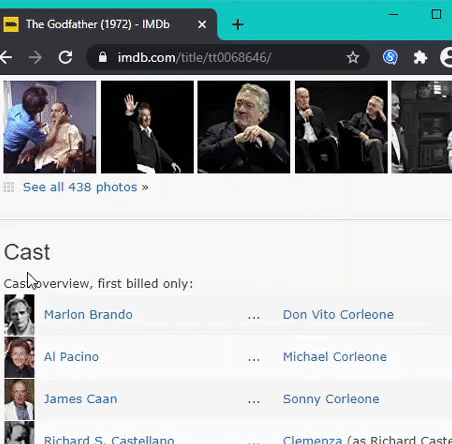 IMDb The Godfather (1972) - IMDb
imdb.com/title/tt0068646/
See all 438 photos »
Cast
Cast overview, first billed only:
Marlon Brando ... Don Vito Corleone
Al Pacino ... Michael Corleone
James Caan ... Sonny Corleone
Richard S. Castellano ... Clemenza (as Richard Caste